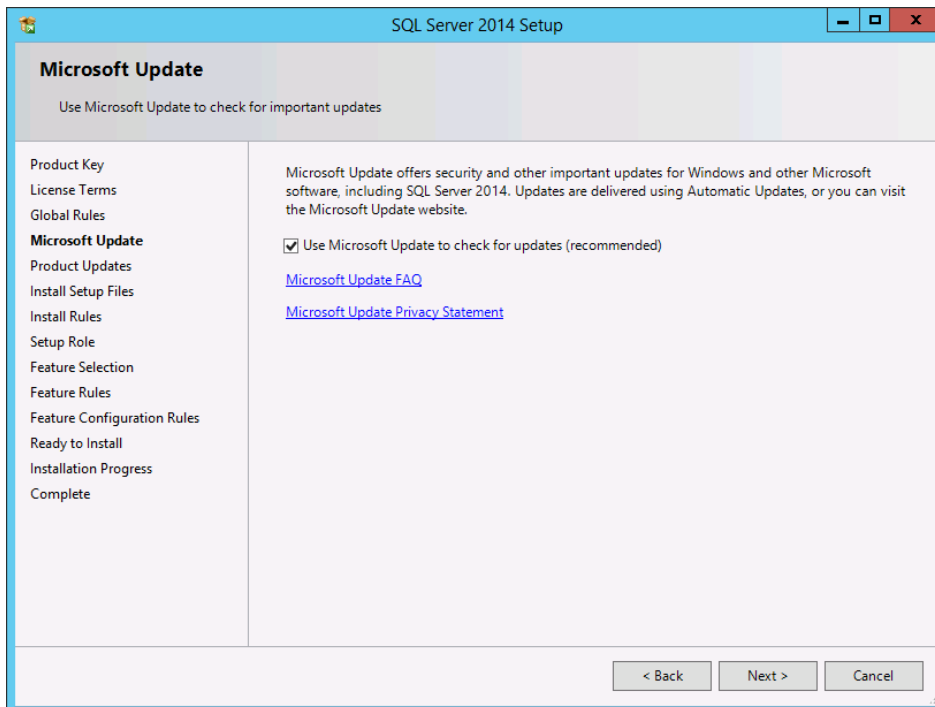 SQL Server 2014 Setup
Microsoft Update
Use Microsoft Update to check for important updates
Product Key
License Terms
Global Rules
Microsoft Update
Product Updates
Install Setup Files
Install Rules
Setup Role
Feature Selection
Feature Rules
Feature Configuration Rules
Ready to Install
Installation Progress
Complete
Microsoft Update offers security and other important updates for Windows and other Microsoft
software, including SQL Server 2014. Updates are delivered using Automatic Updates, or you can visit
the Microsoft Update website.
Use Microsoft Update to check for updates (recommended)
Microsoft Update FAQ
Microsoft Update Privacy Statement
< Back
Next >
Cancel